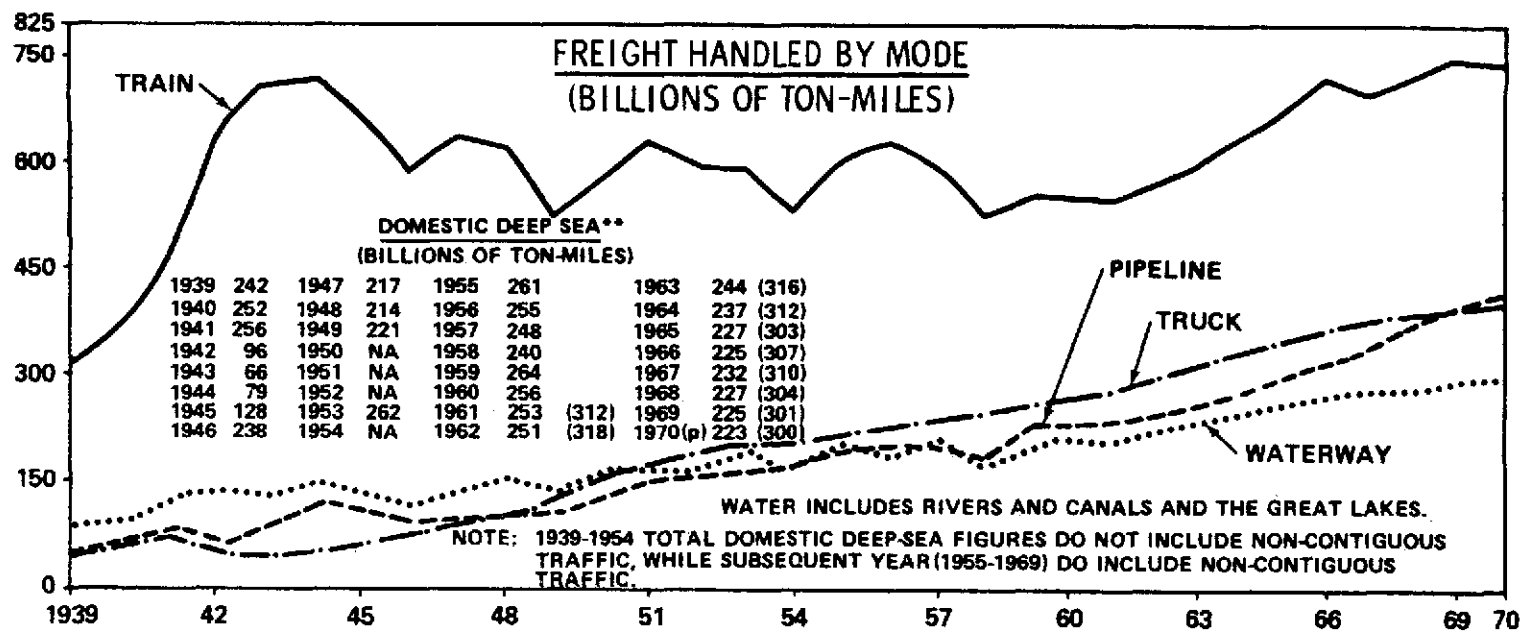 825
750
600
450
300
150
0
FREIGHT HANDLED BY MODE
(BILLIONS OF TON-MILES)
TRAIN
DOMESTIC DEEP SEA**
(BILLIONS OF TON-MILES)
1939 242 1947 217 1955 261 1963 244 (316)
1940 252 1948 214 1956 255 1964 237 (312)
1941 256 1949 221 1957 248 1965 227 (303)
1942 96 1950 NA 1958 240 1966 225 (307)
1943 66 1951 NA 1959 264 1967 232 (310)
1944 79 1952 NA 1960 256 1968 227 (304)
1945 128 1953 262 1961 253 (312) 1969 225 (301)
1946 238 1954 NA 1962 251 (318) 1970(p) 223 (300)
PIPELINE
TRUCK
WATERWAY
WATER INCLUDES RIVERS AND CANALS AND THE GREAT LAKES.
NOTE: 1939-1954 TOTAL DOMESTIC DEEP-SEA FIGURES DO NOT INCLUDE NON-CONTIGUOUS
TRAFFIC, WHILE SUBSEQUENT YEAR (1955-1969) DO INCLUDE NON-CONTIGUOUS
TRAFFIC.
1939 42 45 48 51 54 57 60 63 66 69 70